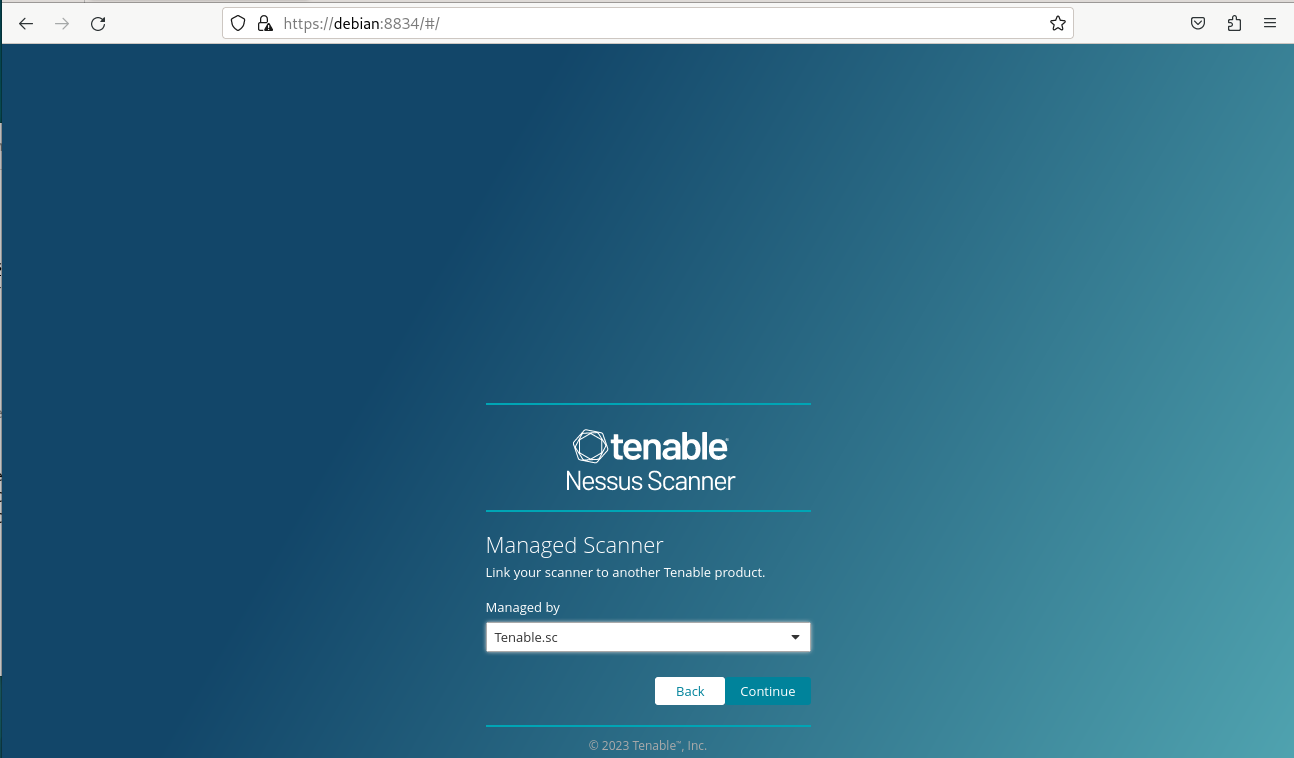 https://debian:8834/#/
tenable
Nessus Scanner
Managed Scanner
Link your scanner to another Tenable product.
Managed by
Tenable.sc
Back Continue
© 2023 Tenable™, Inc.